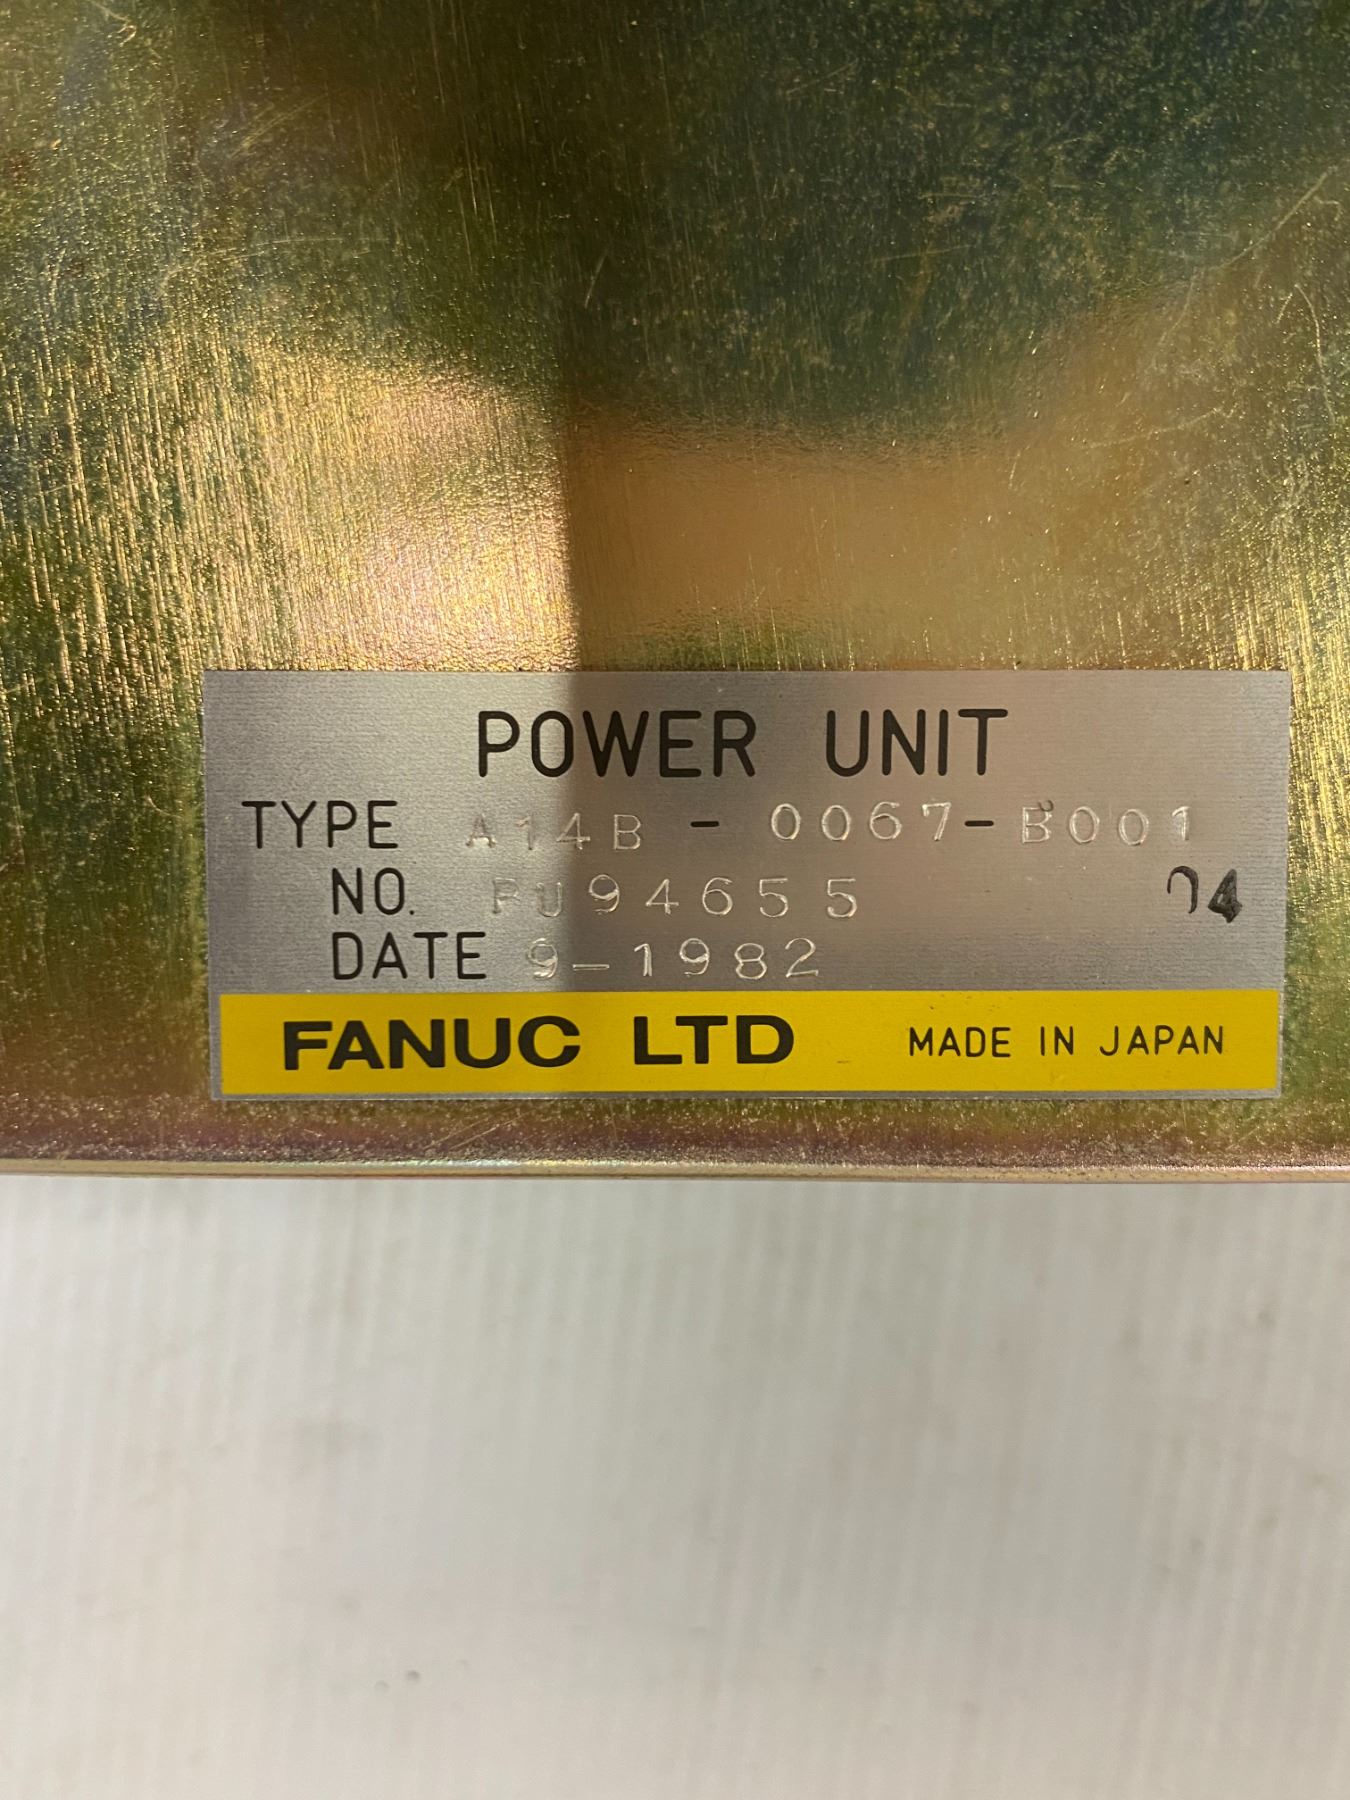 POWER UNIT
TYPE A14B - 0067-B001
NO. PU94655 04
DATE 9-1982
FANUC LTD MADE IN JAPAN